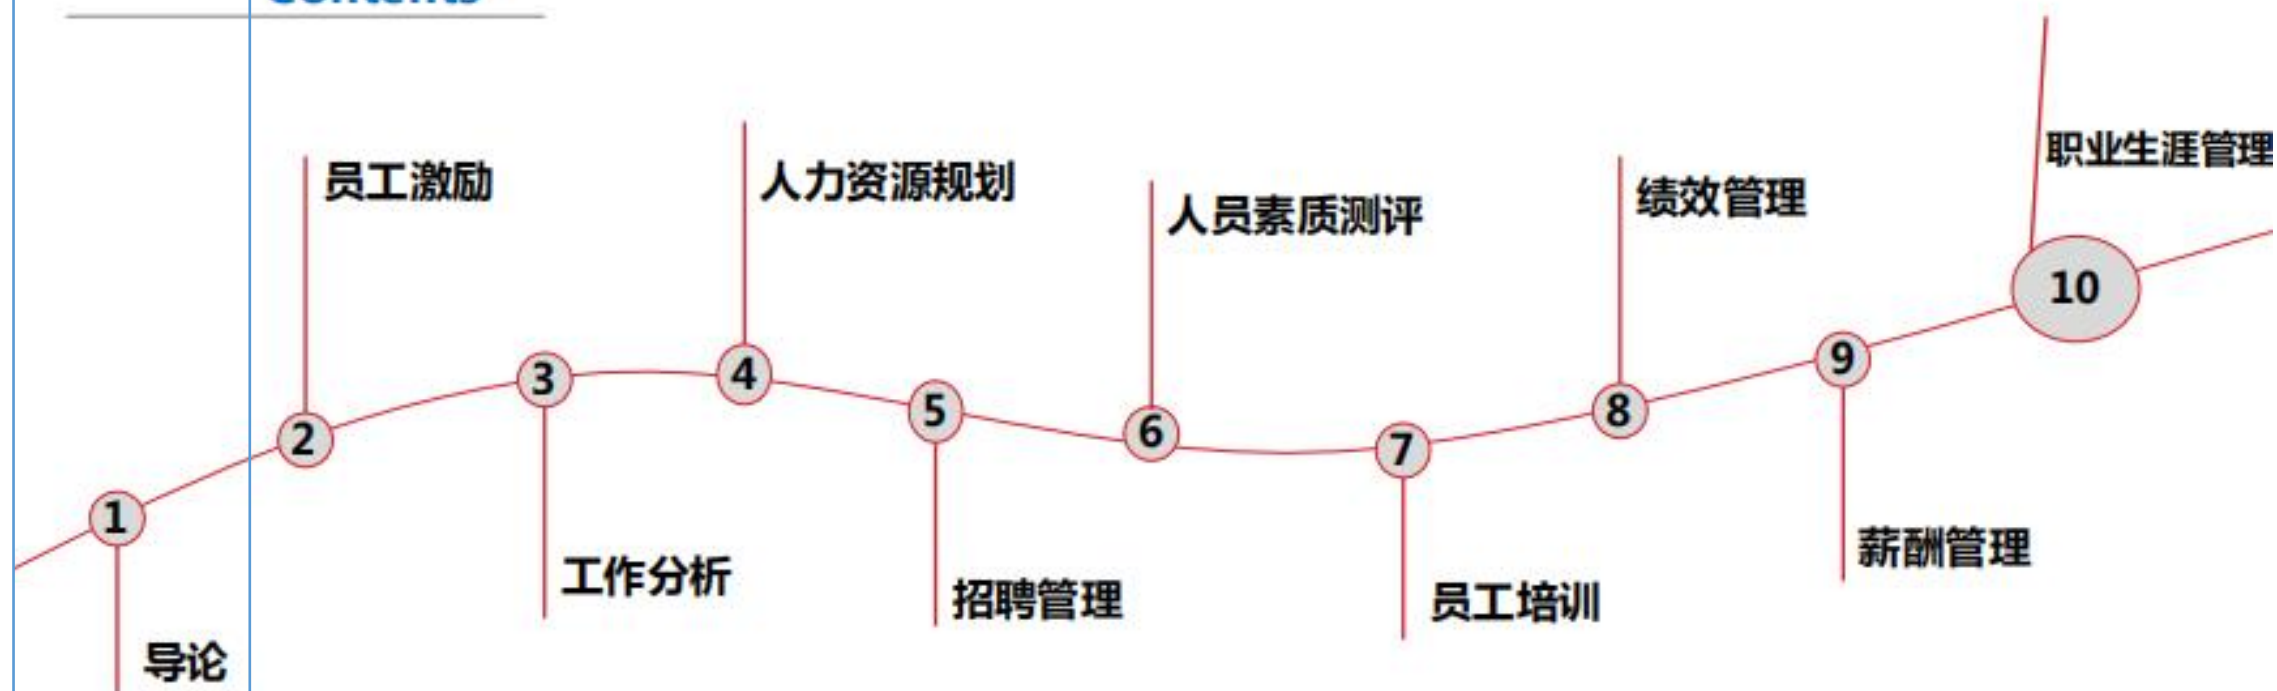 Contents
1
导论
2
员工激励
3
工作分析
4
人力资源规划
5
招聘管理
6
人员素质测评
7
员工培训
8
绩效管理
9
薪酬管理
10
职业生涯管理